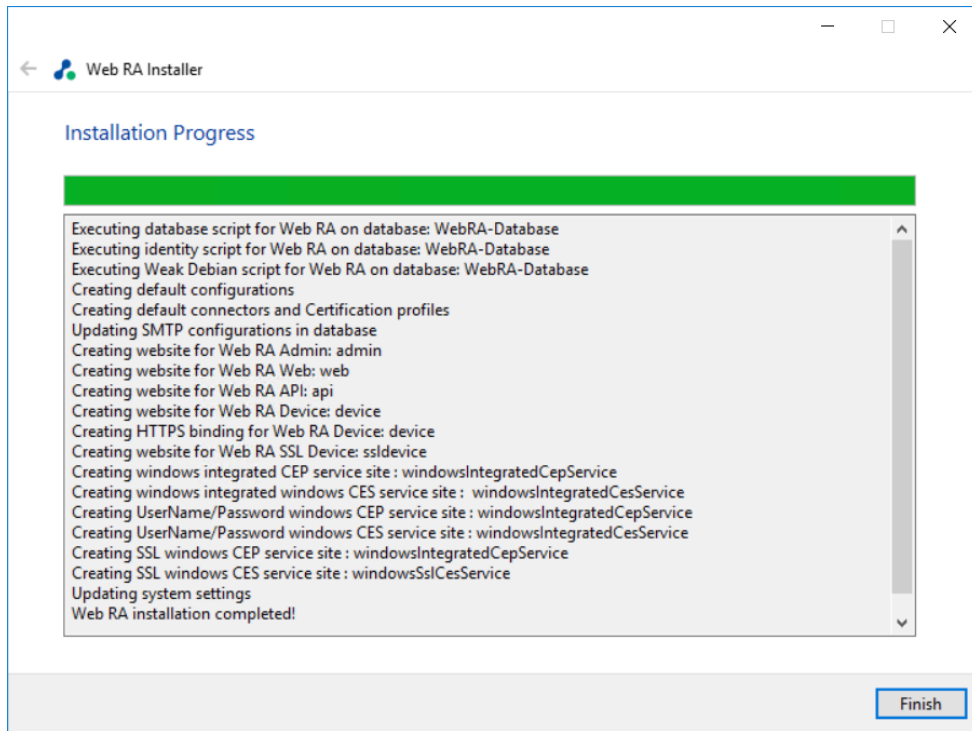 Web RA Installer
Installation Progress
Executing database script for Web RA on database: WebRA-Database
Executing identity script for Web RA on database: WebRA-Database
Executing Weak Debian script for Web RA on database: WebRA-Database
Creating default configurations
Creating default connectors and Certification profiles
Updating SMTP configurations in database
Creating website for Web RA Admin: admin
Creating website for Web RA Web: web
Creating website for Web RA API: api
Creating website for Web RA Device: device
Creating HTTPS binding for Web RA Device: device
Creating website for Web RA SSL Device: ssldevice
Creating windows integrated CEP service site : windowsIntegratedCepService
Creating windows integrated windows CES service site :  windowsIntegratedCesService
Creating UserName/Password windows CEP service site : windowsIntegratedCepService
Creating UserName/Password windows CES service site : windowsIntegratedCesService
Creating SSL windows CEP service site : windowsIntegratedCepService
Creating SSL windows CES service site : windowsSslCesService
Updating system settings
Web RA installation completed!
Finish